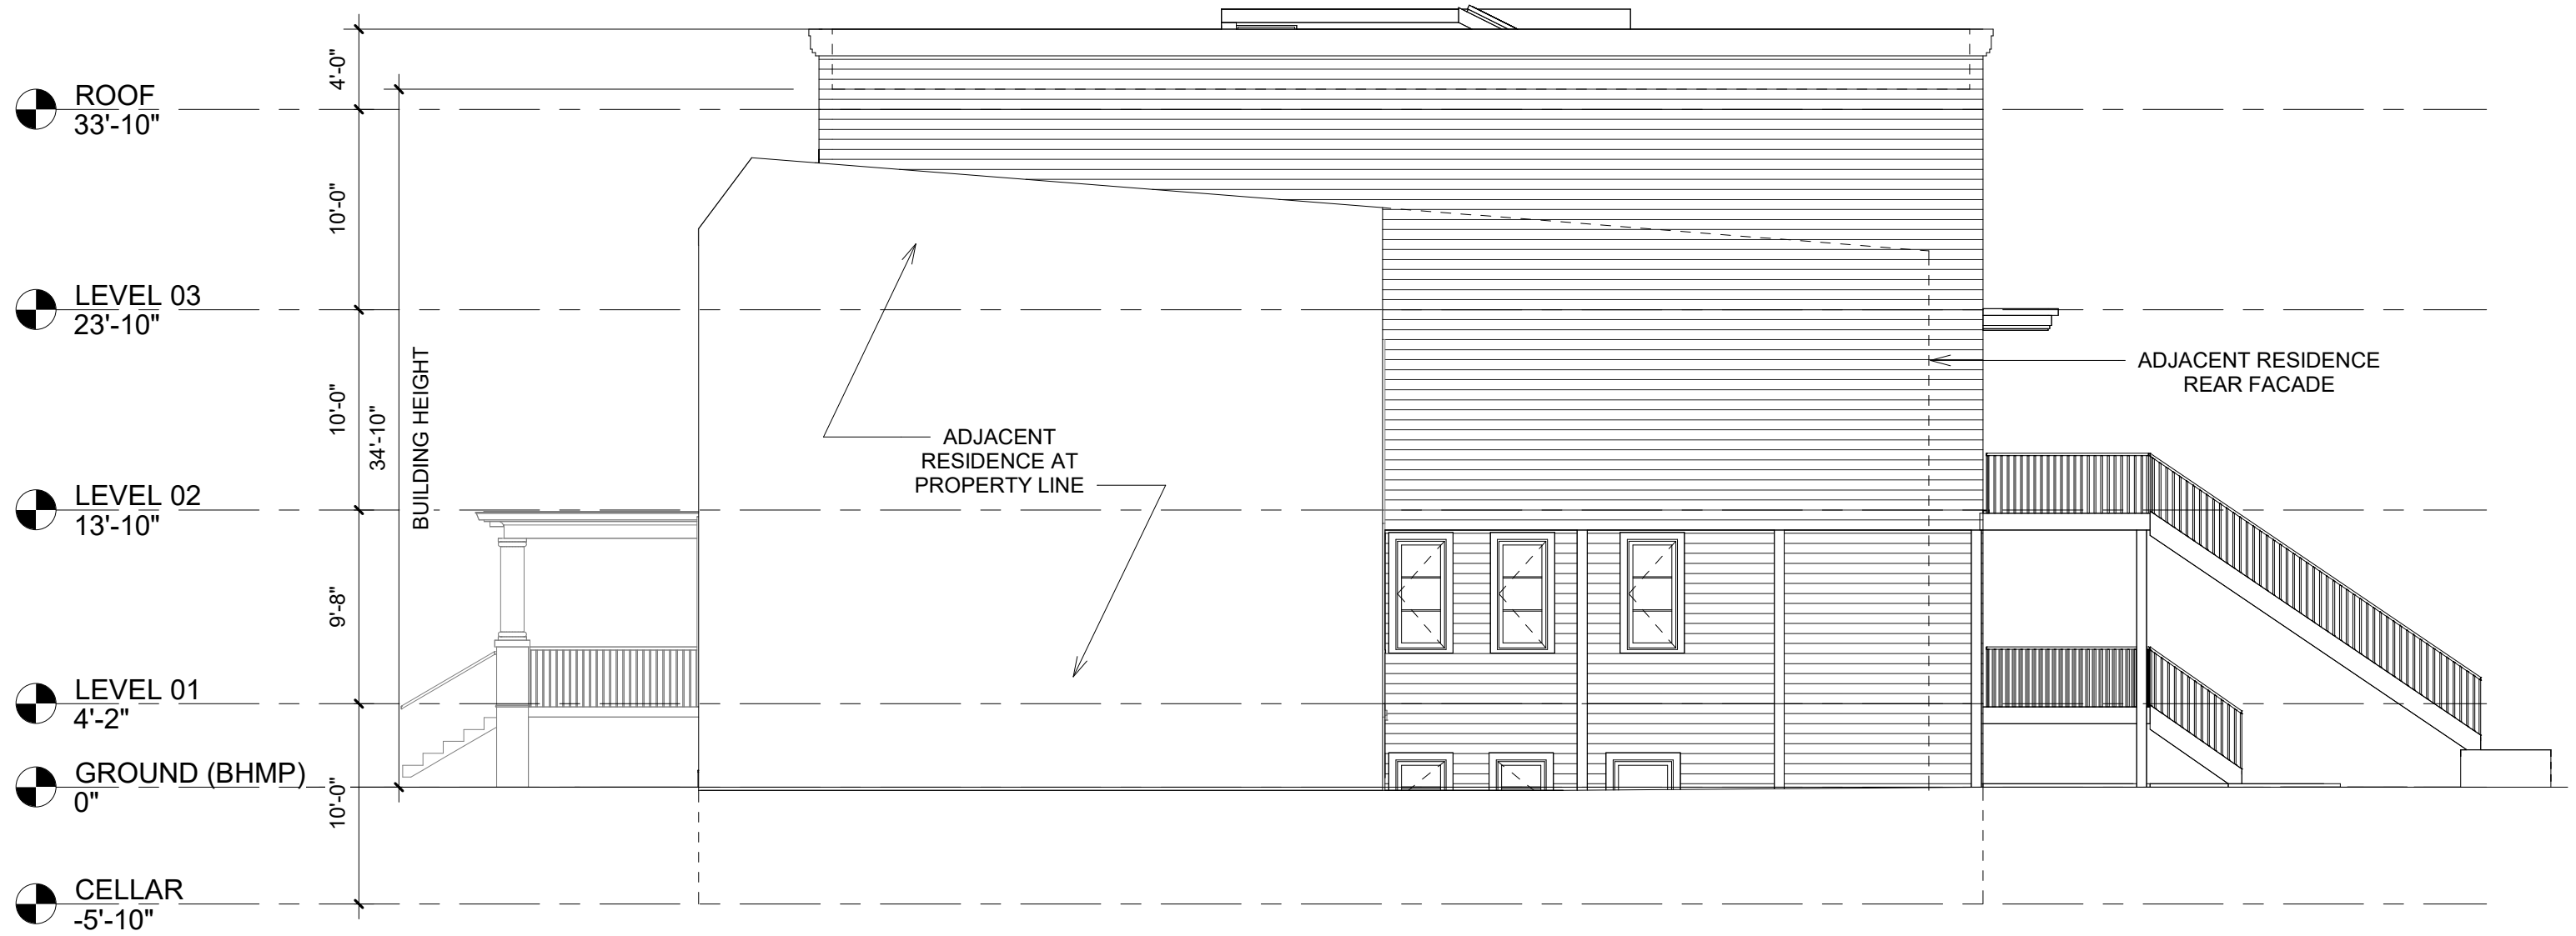 4'-0"
ROOF
33'-10"
10'-0"
LEVEL 03
23'-10"
10'-0"
34'-10"
BUILDING HEIGHT
ADJACENT RESIDENCE
REAR FACADE
ADJACENT
RESIDENCE AT
PROPERTY LINE
LEVEL 02
13'-10"
9'-8"
LEVEL 01
4'-2"
GROUND (BHMP)
0"
10'-0"
CELLAR
-5'-10"